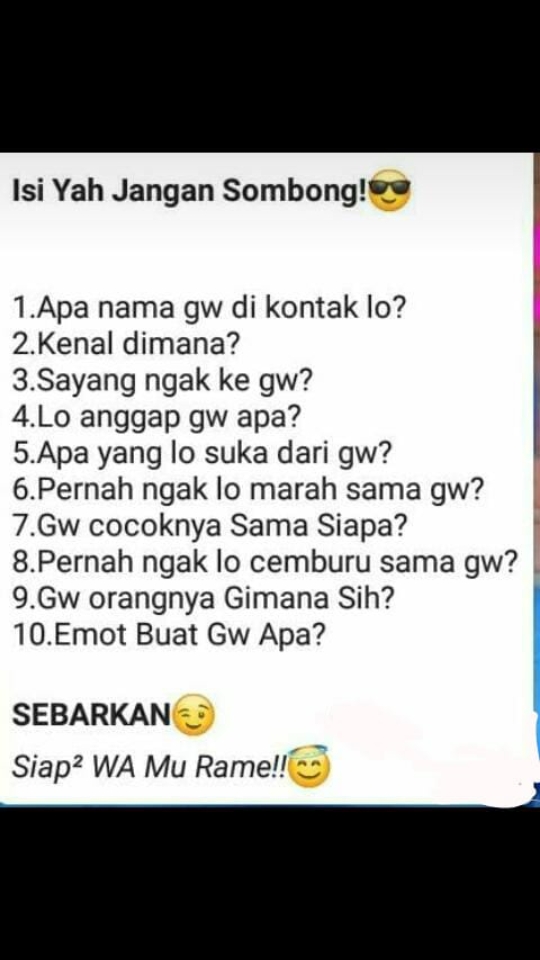 Isi Yah Jangan Sombong!😎
1.Apa nama gw di kontak lo?
2.Kenal dimana?
3.Sayang ngak ke gw?
4.Lo anggap gw apa?
5.Apa yang lo suka dari gw?
6.Pernah ngak lo marah sama gw?
7.Gw cocoknya Sama Siapa?
8.Pernah ngak lo cemburu sama gw?
9.Gw orangnya Gimana Sih?
10.Emot Buat Gw Apa?
SEBARKAN😉
Siap² WA Mu Rame!!😇